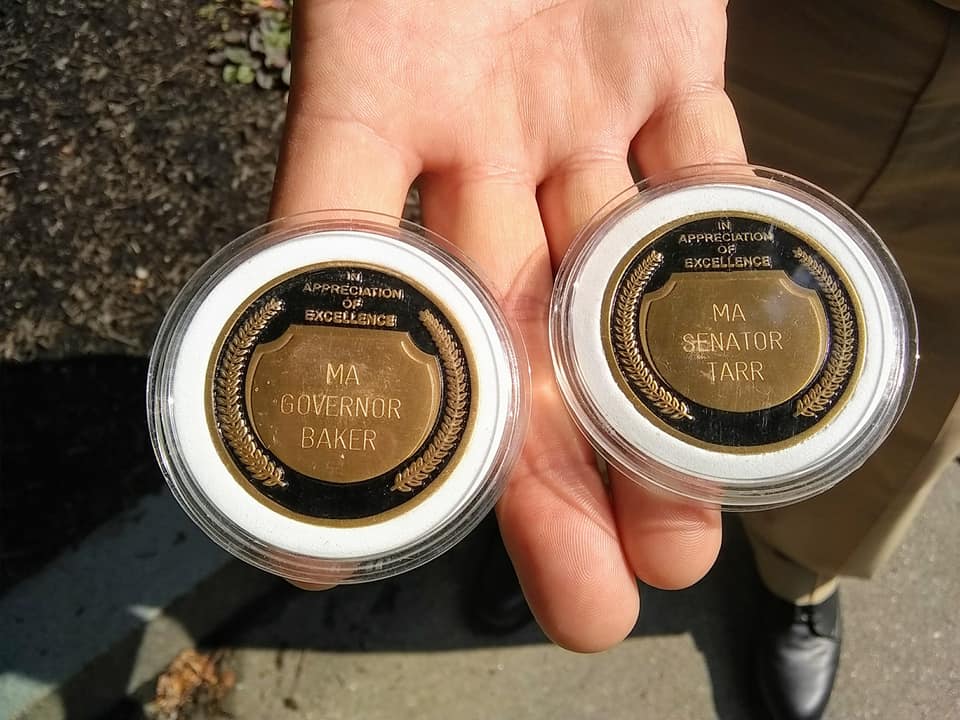 IN
APPRECIATION
OF
EXCELLENCE
MA
GOVERNOR
BAKER
IN
APPRECIATION
OF
EXCELLENCE
MA
SENATOR
TARR